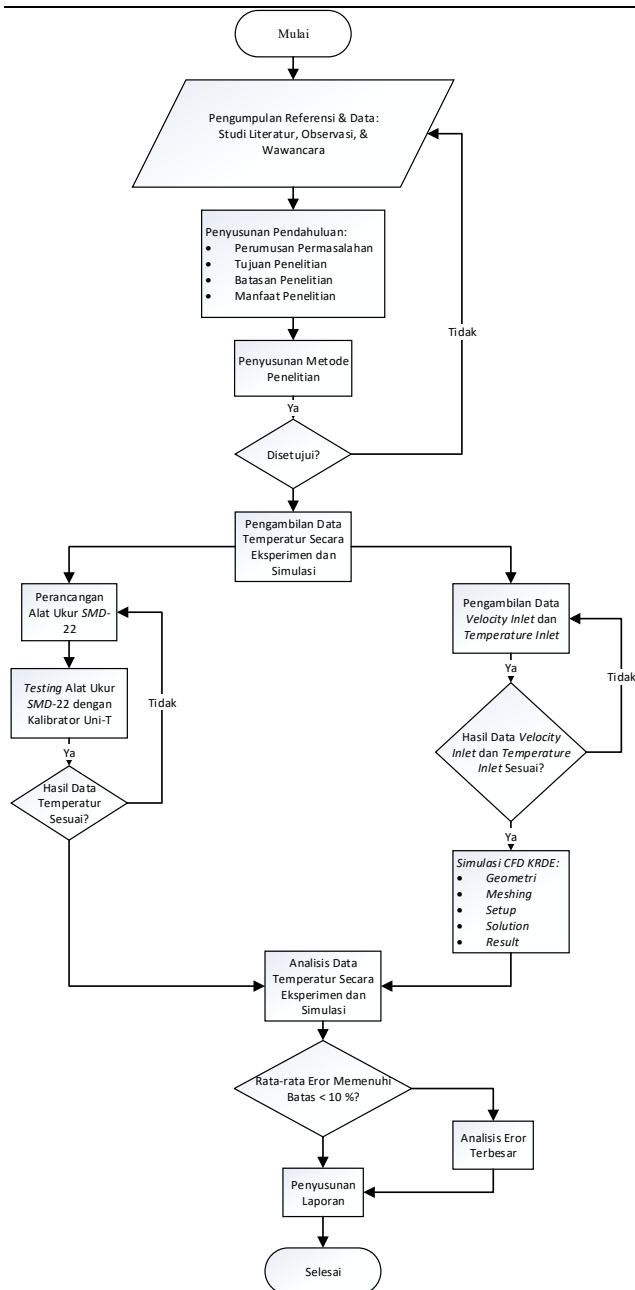 Mulai
Pengumpulan Referensi & Data:
Studi Literatur, Observasi, &
Wawancara
Penyusunan Pendahuluan:
• Perumusan Permasalahan
• Tujuan Penelitian
• Batasan Penelitian
• Manfaat Penelitian
Tidak
Penyusunan Metode
Penelitian
Ya
Disetujui?
Pengambilan Data
Temperatur Secara
Eksperimen dan
Simulasi
Perancangan
Alat Ukur SMD-
22
Testing Alat Ukur
SMD-22 dengan
Kalibrator Uni-T
Tidak
Ya
Hasil Data
Temperatur
Sesuai?
Pengambilan Data
Velocity Inlet dan
Temperature Inlet
Ya
Tidak
Hasil Data Velocity
Inlet dan Temperature
Inlet Sesuai?
Ya
Simulasi CFD KRDE:
• Geometri
• Meshing
• Setup
• Solution
• Result
Analisis Data
Temperatur Secara
Eksperimen dan
Simulasi
Rata-rata Eror Memenuhi
Batas < 10 %?
Analisis Eror
Terbesar
Penyusunan
Laporan
Selesai